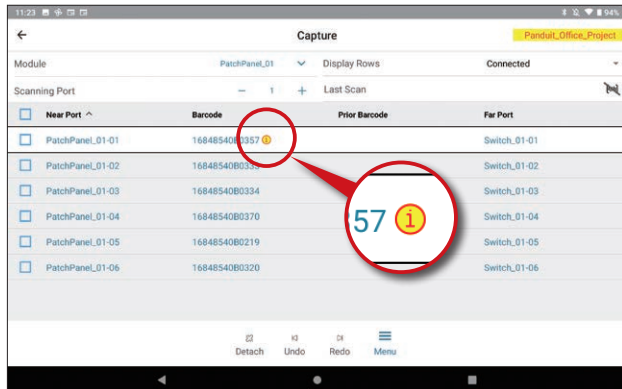 11:23
94%
Capture
Panduit_Office_Project
Module
PatchPanel_01
Display Rows
Connected
Scanning Port
− 1 +
Last Scan
Near Port
Barcode
Prior Barcode
Far Port
PatchPanel_01-01
16848540B0357 i
Switch_01-01
PatchPanel_01-02
Switch_01-02
PatchPanel_01-03
16848540B0334
Switch_01-03
PatchPanel_01-04
16848540B0370
Switch_01-04
PatchPanel_01-05
16848540B0219
Switch_01-05
PatchPanel_01-06
16848540B0320
Switch_01-06
57 i
Detach
Undo
Redo
Menu